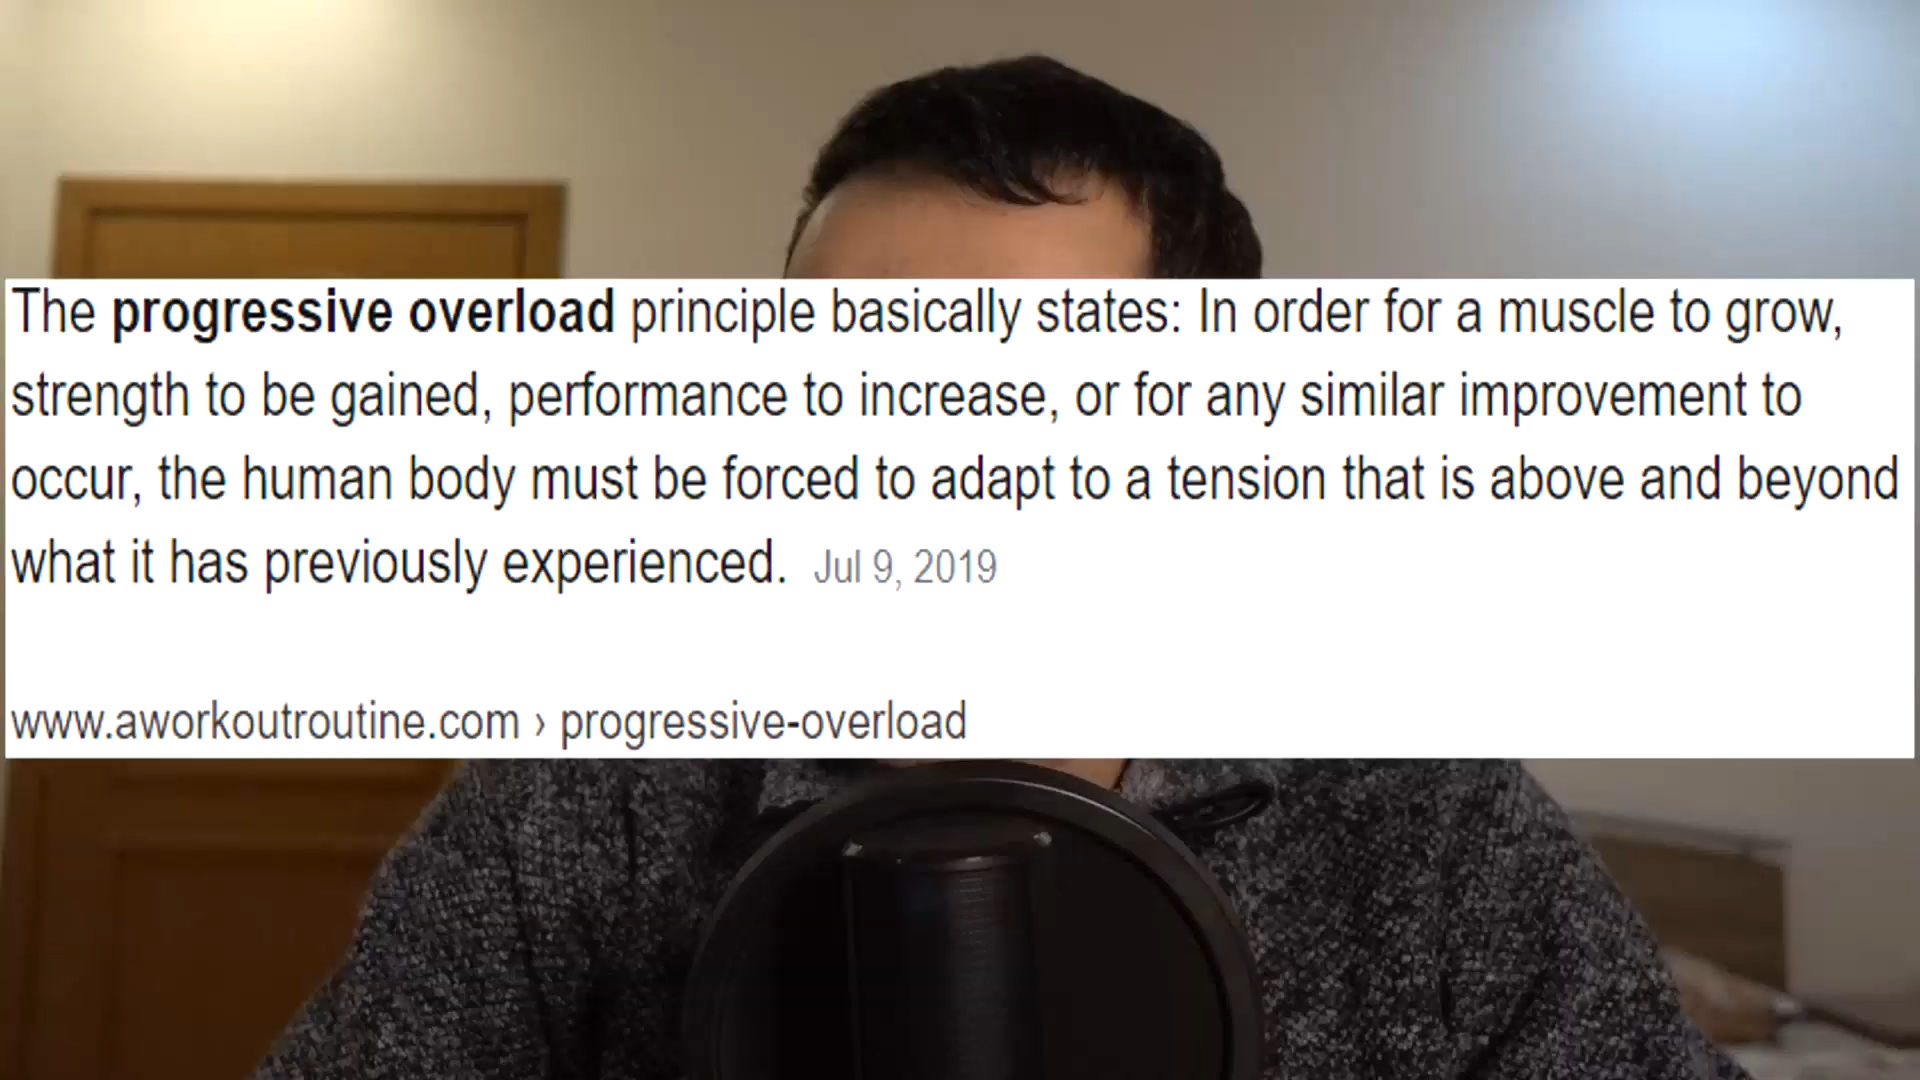 The progressive overload principle basically states: In order for a muscle to grow,
strength to be gained, performance to increase, or for any similar improvement to
occur, the human body must be forced to adapt to a tension that is above and beyond
what it has previously experienced. Jul 9, 2019
www.aworkoutroutine.com › progressive-overload